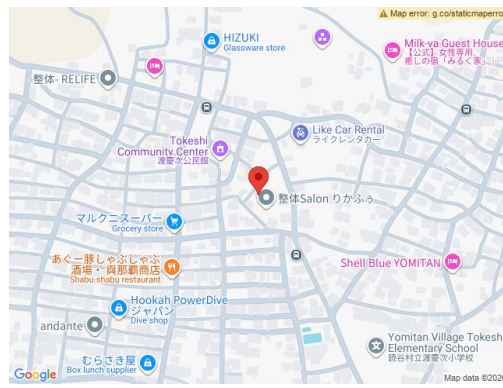 Map error: g.co/staticmaperro
HIZUKI
Glassware store
Milk-ya Guest House
【公式】女性専用
癒しの宿「みるく家」...
整体- RELIFE
Like Car Rental
ライクレンタカー
Tokeshi
Community Center
渡慶次公民館
整体Salon りかふぅ
マルクニスーパー
Grocery store
あぐー豚しゃぶしゃぶ
酒場・ 與那覇商店
Shabu-shabu restaurant
Shell Blue YOMITAN
Hookah PowerDive
ジャパン
Dive shop
andante
Yomitan Village Tokesh
Elementary School
読谷村立渡慶次小学校
むらさき屋
Box lunch supplier
Google
Map data ©202